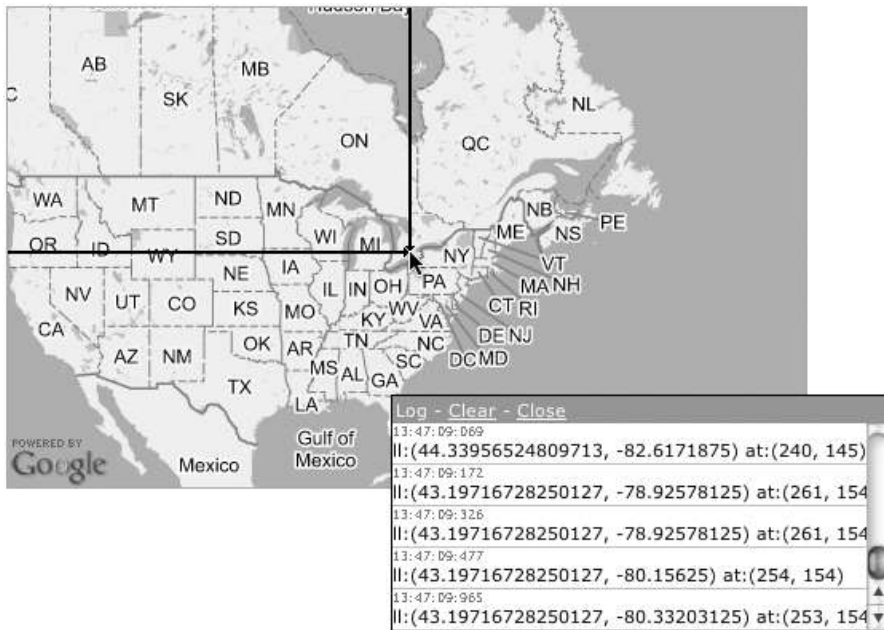 Hudson Bay
AB
MB
SK
NL
C
ON
QC
WA
MT
ND
MN
NB
PE
OR
ID
SD
WI
MI
ME
NS
WY
NY
VT
IA
NE
PA
MA
NH
NV
UT
CO
IL
IN
OH
CT
RI
KS
MO
WV
VA
CA
KY
DE
NJ
OK
TN
NC
AZ
NM
AR
SC
DC
MD
MS
AL
GA
TX
LA
POWERED BY
Google
Mexico
Gulf of
Mexico
Log - Clear - Close
13:47:09:069
ll:(44.33956524809713, -82.6171875) at:(240, 145)
13:47:09:172
ll:(43.19716728250127, -78.92578125) at:(261, 154
13:47:09:326
ll:(43.19716728250127, -78.92578125) at:(261, 154
13:47:09:477
ll:(43.19716728250127, -80.15625) at:(254, 154)
13:47:09:965
ll:(43.19716728250127, -80.33203125) at:(253, 154